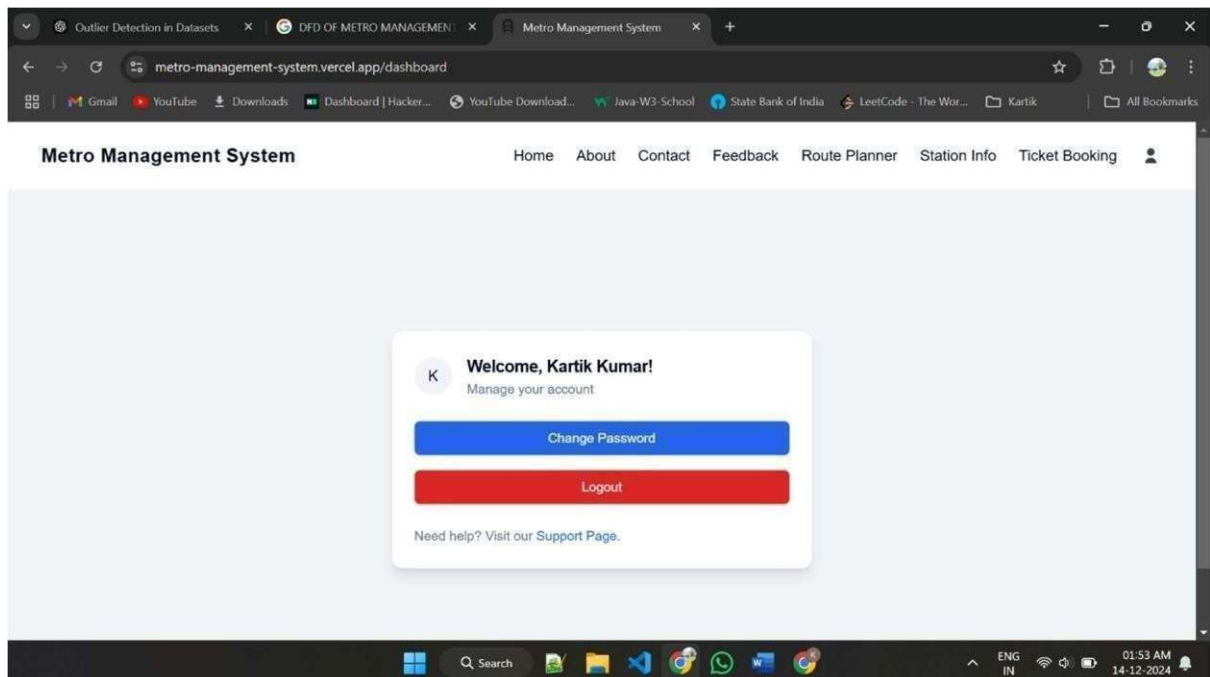 Outlier Detection in Datasets
DFD OF METRO MANAGEMENT
Metro Management System
metro-management-system.vercel.app/dashboard
Gmail YouTube Downloads Dashboard | Hacker... YouTube Download... Java-W3-School State Bank of India LeetCode - The Wor... Kartik All Bookmarks
Metro Management System Home About Contact Feedback Route Planner Station Info Ticket Booking
K
Welcome, Kartik Kumar!
Manage your account
Change Password
Logout
Need help? Visit our Support Page.
Search
ENG
IN
01:53 AM
14-12-2024